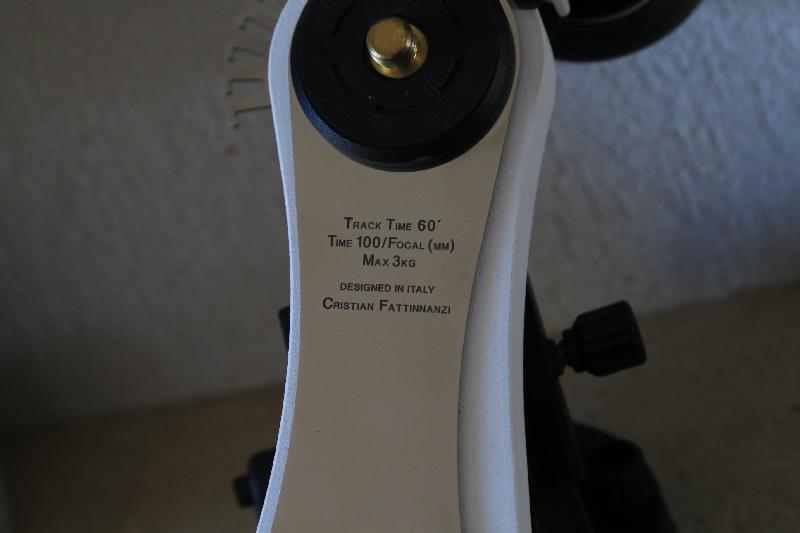 Track Time 60'
Time 100/Focal (mm)
Max 3kg
DESIGNED IN ITALY
Cristian Fattinnanzi